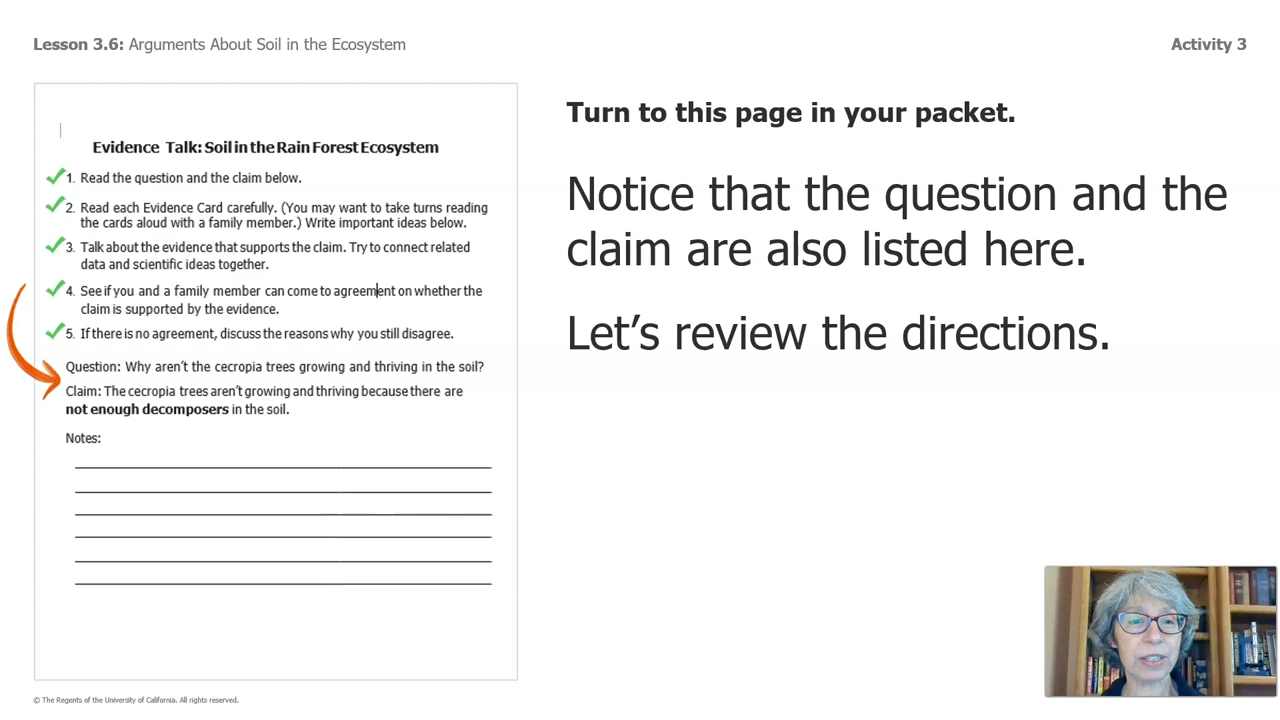 Lesson 3.6: Arguments About Soil in the Ecosystem
Activity 3
Evidence Talk: Soil in the Rain Forest Ecosystem
1. Read the question and the claim below.
2. Read each Evidence Card carefully. (You may want to take turns reading
the cards aloud with a family member.) Write important ideas below.
3. Talk about the evidence that supports the claim. Try to connect related
data and scientific ideas together.
4. See if you and a family member can come to agreement on whether the
claim is supported by the evidence.
5. If there is no agreement, discuss the reasons why you still disagree.
Question: Why aren't the cecropia trees growing and thriving in the soil?
Claim: The cecropia trees aren't growing and thriving because there are
not enough decomposers in the soil.
Notes:
Turn to this page in your packet.
Notice that the question and the
claim are also listed here.
Let's review the directions.
© The Regents of the University of California. All rights reserved.